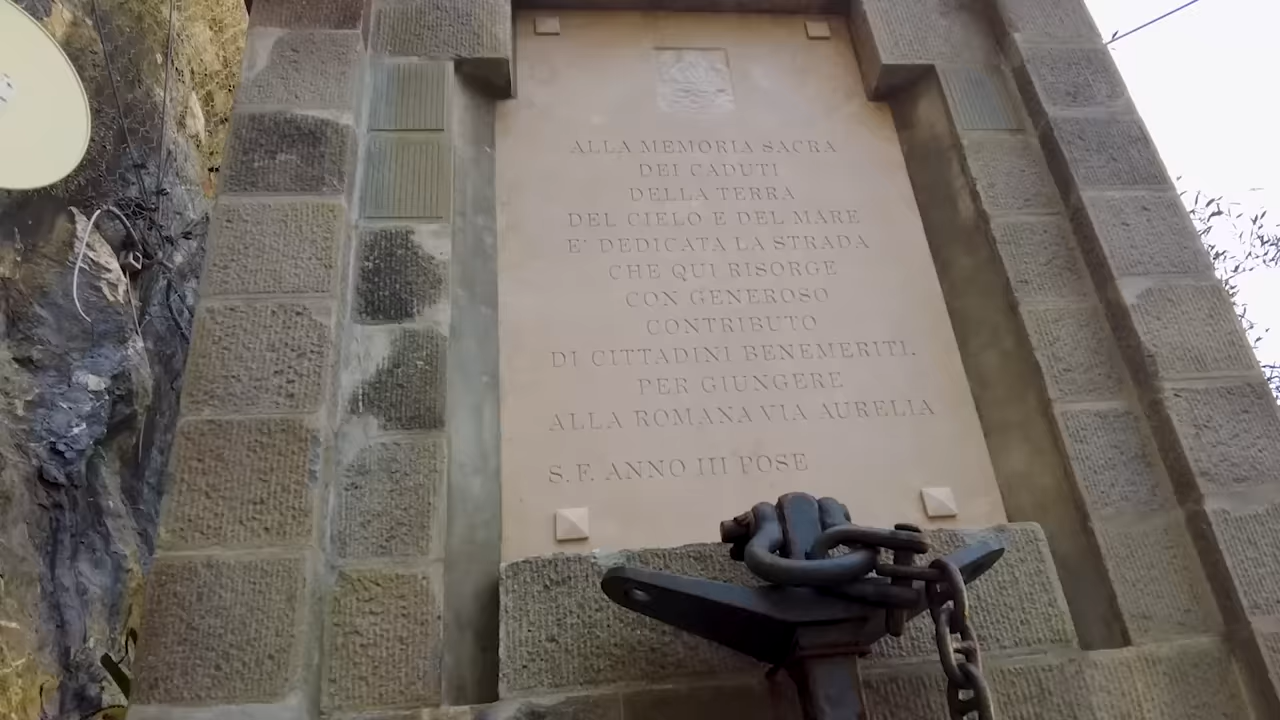 ALLA MEMORIA SACRA
DEI CADUTI
DELLA TERRA
DEL CIELO E DEL MARE
E' DEDICATA LA STRADA
CHE QUI RISORGE
CON GENEROSO
CONTRIBUTO
DI CITTADINI BENEMERITI.
PER GIUNGERE
ALLA ROMANA VIA AURELIA
S. F. ANNO III POSE